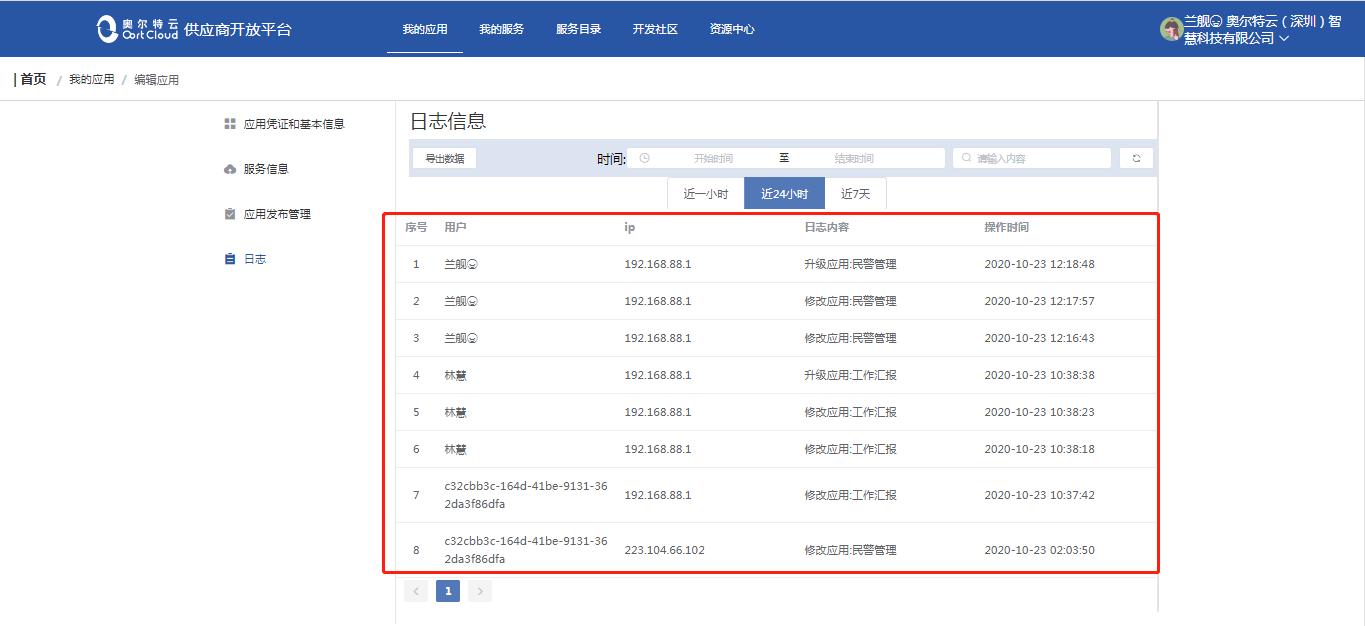 奥尔特云
OortCloud
供应商开放平台
我的应用 我的服务 服务目录 开发社区 资源中心
兰舰😀 奥尔特云（深圳）智
慧科技有限公司
首页 / 我的应用 / 编辑应用
应用凭证和基本信息
服务信息
应用发布管理
日志
日志信息
导出数据 时间: 开始时间 至 结束时间 请输入内容
近一小时 近24小时 近7天
序号 用户 ip 日志内容 操作时间
1 兰舰😀 192.168.88.1 升级应用:民警管理 2020-10-23 12:18:48
2 兰舰😀 192.168.88.1 修改应用:民警管理 2020-10-23 12:17:57
3 兰舰😀 192.168.88.1 修改应用:民警管理 2020-10-23 12:16:43
4 林慧 192.168.88.1 升级应用:工作汇报 2020-10-23 10:38:38
5 林慧 192.168.88.1 修改应用:工作汇报 2020-10-23 10:38:23
6 林慧 192.168.88.1 修改应用:工作汇报 2020-10-23 10:38:18
7 c32cbb3c-164d-41be-9131-36
2da3f86dfa 192.168.88.1 修改应用:工作汇报 2020-10-23 10:37:42
8 c32cbb3c-164d-41be-9131-36
2da3f86dfa 223.104.66.102 修改应用:民警管理 2020-10-23 02:03:50
1